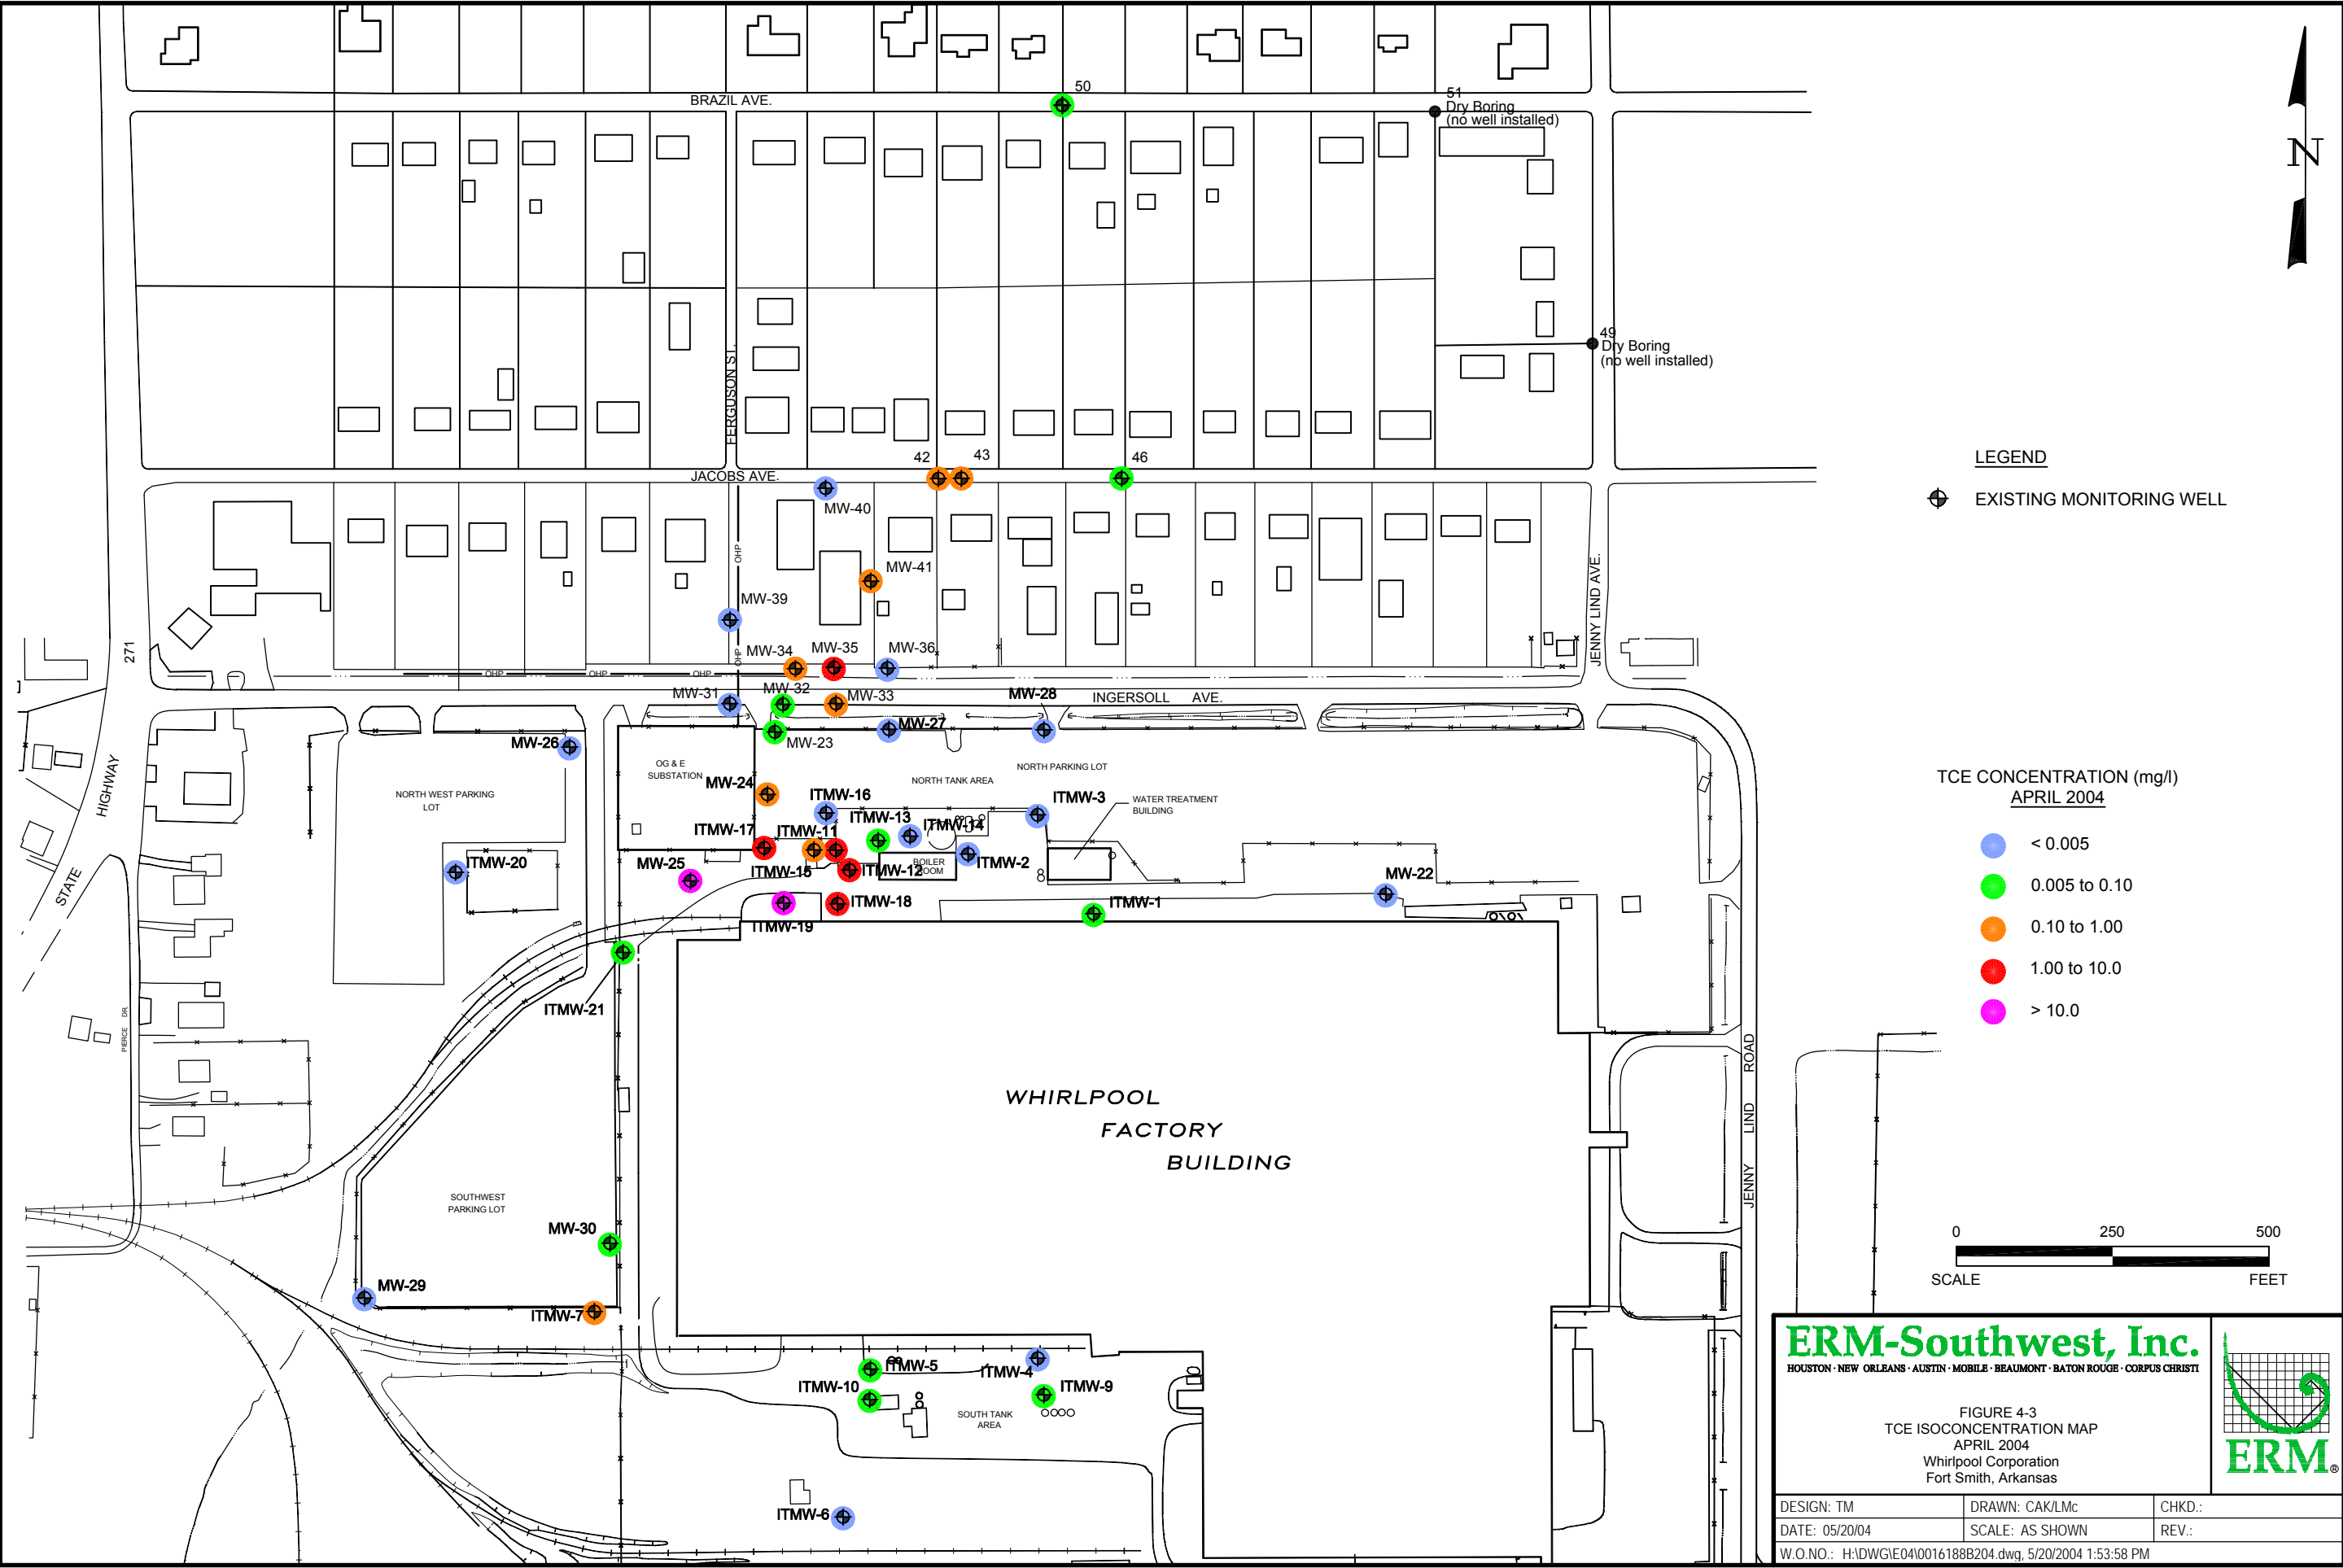 50
BRAZIL AVE.
51
Dry Boring
(no well installed)
N
49
Dry Boring
(no well installed)
FERGUSON ST.
42
43
46
JACOBS AVE.
LEGEND
EXISTING MONITORING WELL
MW-40
OHP
MW-41
JENNY LIND AVE.
MW-39
271
OHP
MW-34
MW-35
MW-36
OHP
OHP
OHP
MW-31
MW-32
MW-33
MW-28
INGERSOLL AVE.
MW-27
MW-26
MW-23
OG & E
SUBSTATION
NORTH PARKING LOT
NORTH TANK AREA
MW-24
TCE CONCENTRATION (mg/l)
APRIL 2004
HIGHWAY
NORTH WEST PARKING
LOT
ITMW-16
ITMW-3
WATER TREATMENT
BUILDING
ITMW-13
ITMW-17
ITMW-11
ITMW-14
< 0.005
MW-25
ITMW-20
ITMW-15
ITMW-12
BOILER
ROOM
ITMW-2
MW-22
STATE
0.005 to 0.10
ITMW-18
ITMW-1
ITMW-19
0.10 to 1.00
1.00 to 10.0
ITMW-21
> 10.0
PIERCE DR.
JENNY LIND ROAD
WHIRLPOOL
FACTORY
BUILDING
SOUTHWEST
PARKING LOT
MW-30
0 250 500
SCALE FEET
MW-29
ITMW-7
ITMW-5
ITMW-4
ITMW-10
ITMW-9
SOUTH TANK
AREA
ITMW-6
ERM-Southwest, Inc.
HOUSTON · NEW ORLEANS · AUSTIN · MOBILE · BEAUMONT · BATON ROUGE · CORPUS CHRISTI
FIGURE 4-3
TCE ISOCONCENTRATION MAP
APRIL 2004
Whirlpool Corporation
Fort Smith, Arkansas
ERM®
DESIGN: TM
DRAWN: CAK/LMc
CHKD.:
DATE: 05/20/04
SCALE: AS SHOWN
REV.:
W.O.NO.: H:\DWG\E04\0016188B204.dwg, 5/20/2004 1:53:58 PM